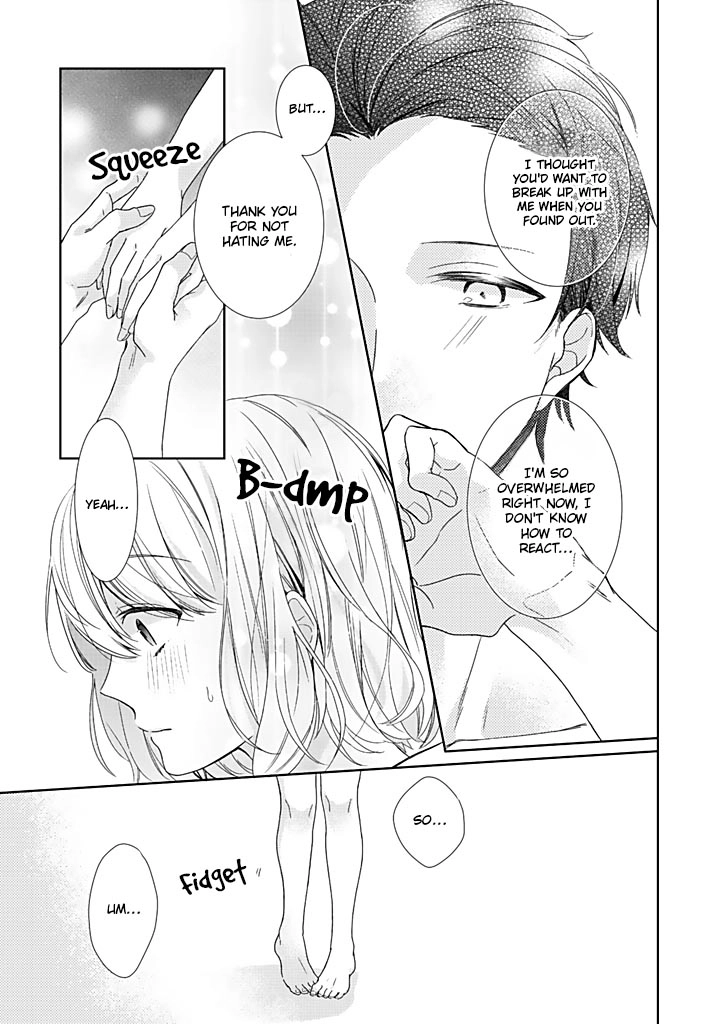 I THOUGHT
YOU'D WANT TO
BREAK UP WITH
ME WHEN YOU
FOUND OUT.
I'M SO
OVERWHELMED
RIGHT NOW, I
DON'T KNOW
HOW TO
REACT...
BUT...
THANK YOU
FOR NOT
HATING ME.
Squeeze
B-dmp
YEAH...
SO...
Fidget
UM...